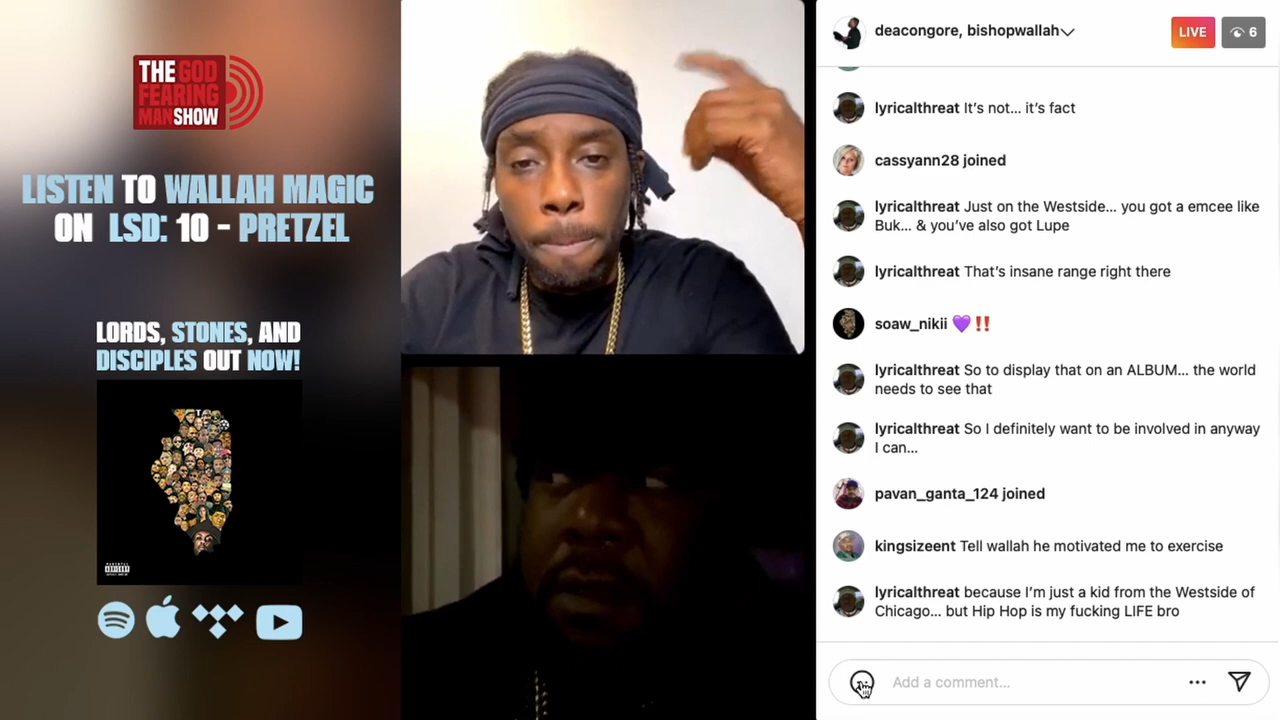 THE GOD
FEARING
MAN SHOW
LISTEN TO WALLAH MAGIC
ON LSD: 10 - PRETZEL
LORDS, STONES, AND
DISCIPLES OUT NOW!
deacongore, bishopwallah
LIVE
6
lyricalthreat It’s not... it’s fact
cassyann28 joined
lyricalthreat Just on the Westside... you got a emcee like
Buk... & you’ve also got Lupe
lyricalthreat That’s insane range right there
soaw_nikii 💜‼️
lyricalthreat So to display that on an ALBUM... the world
needs to see that
lyricalthreat So I definitely want to be involved in anyway
I can...
pavan_ganta_124 joined
kingsizeent Tell wallah he motivated me to exercise
lyricalthreat because I’m just a kid from the Westside of
Chicago... but Hip Hop is my fucking LIFE bro
Add a comment...